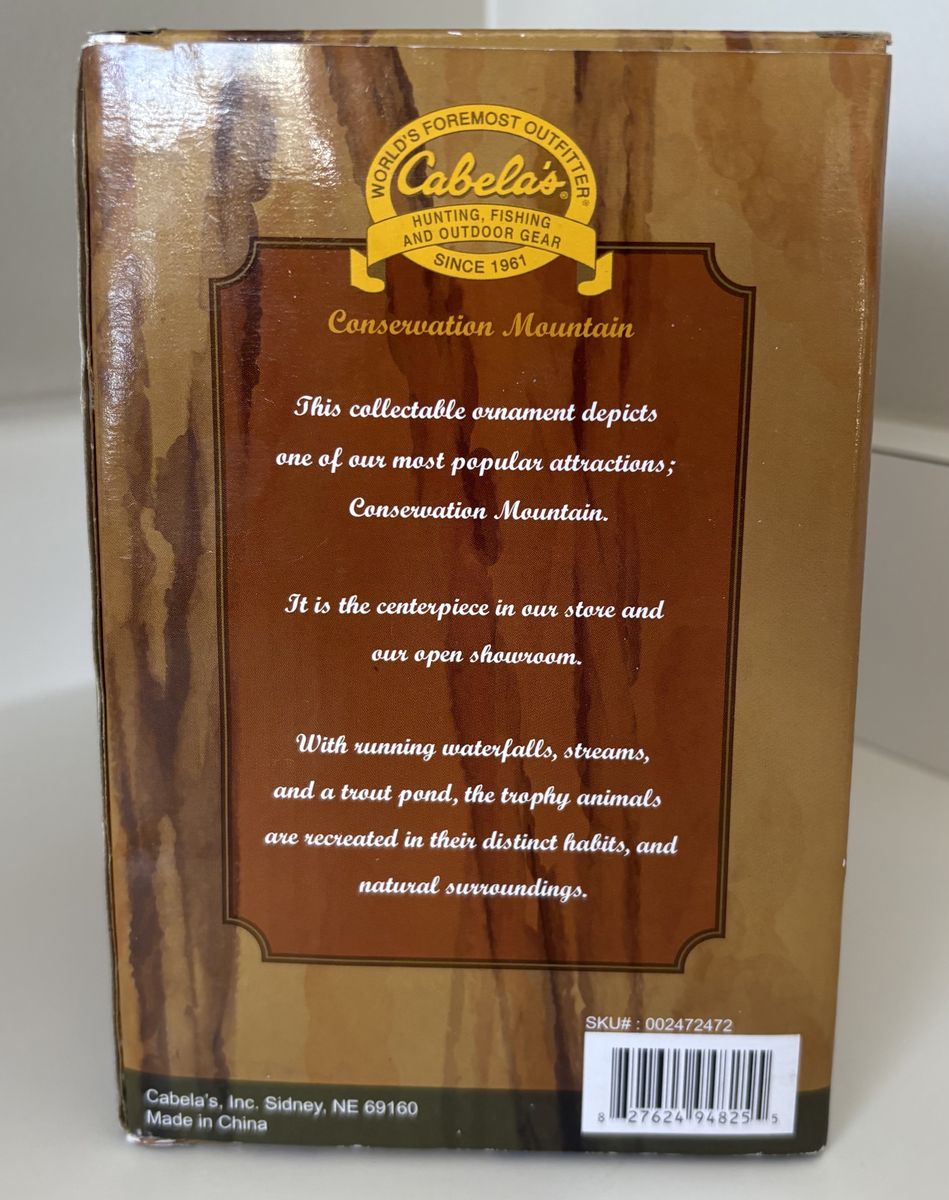 WORLD'S FOREMOST OUTFITTER®
Cabela's®
HUNTING, FISHING
AND OUTDOOR GEAR
SINCE 1961
Conservation Mountain
This collectable ornament depicts
one of our most popular attractions;
Conservation Mountain.
It is the centerpiece in our store and
our open showroom.
With running waterfalls, streams,
and a trout pond, the trophy animals
are recreated in their distinct habits, and
natural surroundings.
SKU# : 002472472
8 27624 94825 5
Cabela's, Inc. Sidney, NE 69160
Made in China